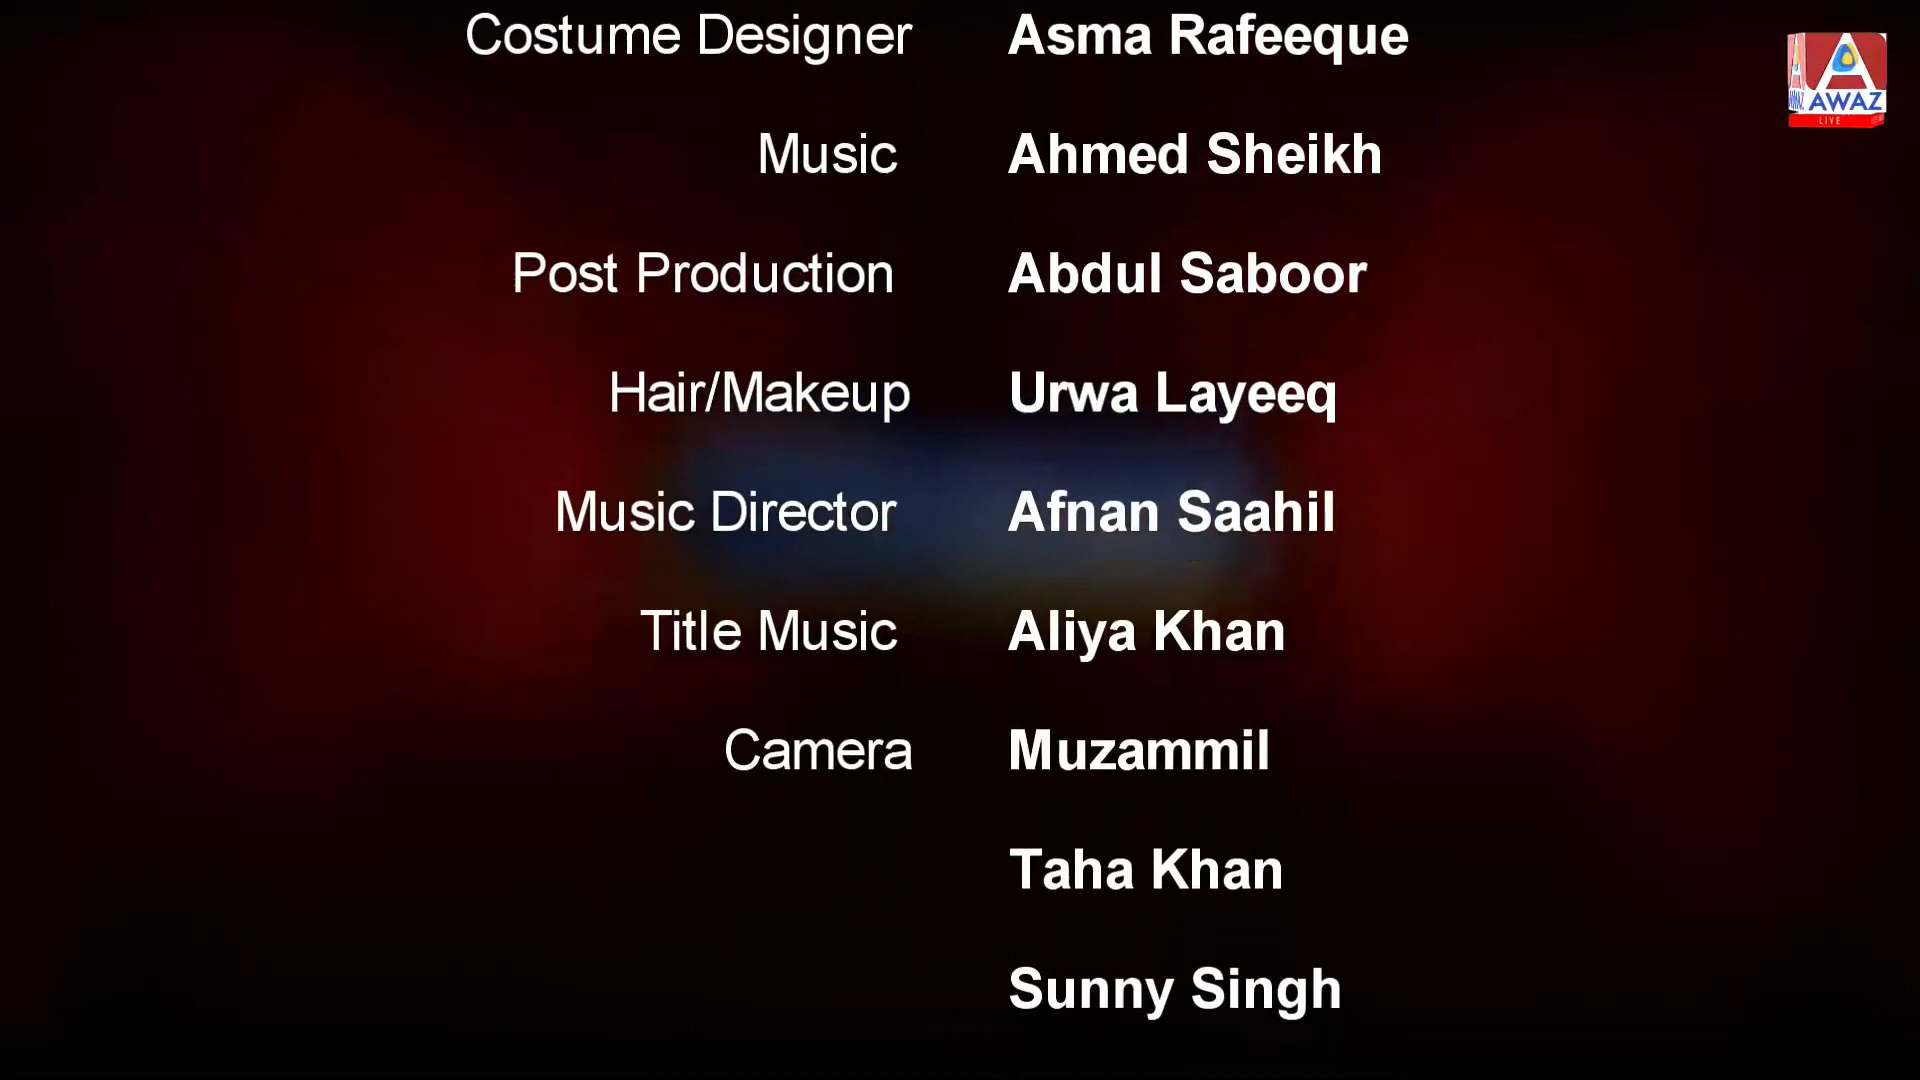 Costume Designer Asma Rafeeque
Music Ahmed Sheikh
Post Production Abdul Saboor
Hair/Makeup Urwa Layeeq
Music Director Afnan Saahil
Title Music Aliya Khan
Camera Muzammil
Taha Khan
Sunny Singh
A
AWAZ
LIVE